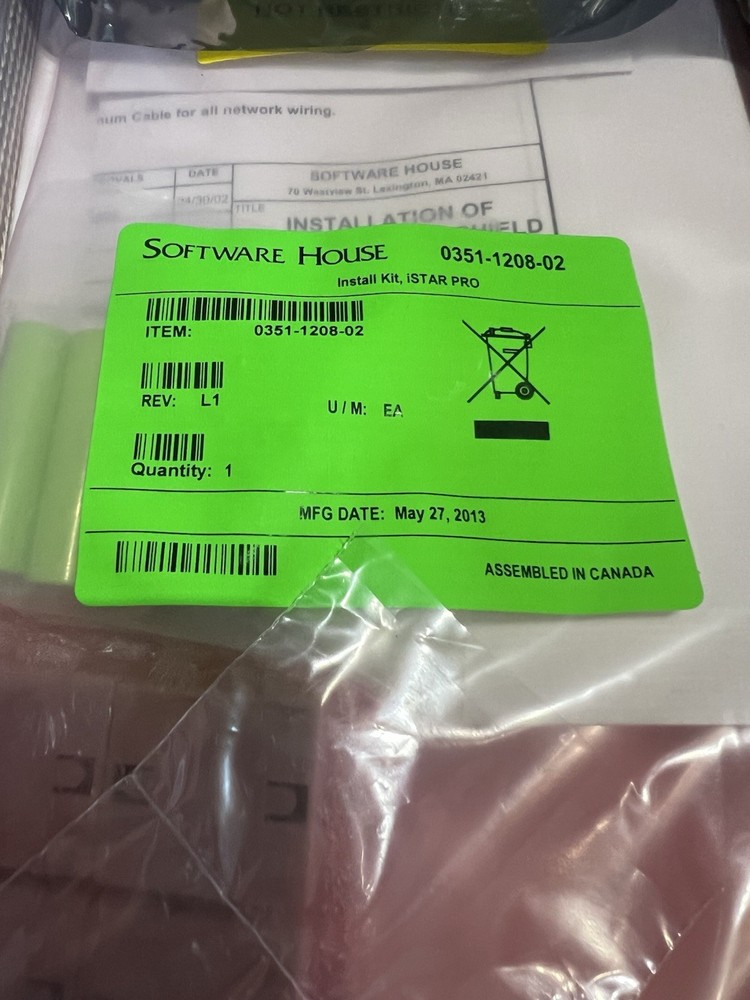 Cable for all network wiring.
DATE
SOFTWARE HOUSE
70 Westview St. Lexington, MA 02421
TITLE
INSTALLATION OF
SOFTWARE HOUSE 0351-1208-02
Install Kit, iSTAR PRO
ITEM: 0351-1208-02
REV: L1
U / M: EA
Quantity: 1
MFG DATE: May 27, 2013
ASSEMBLED IN CANADA